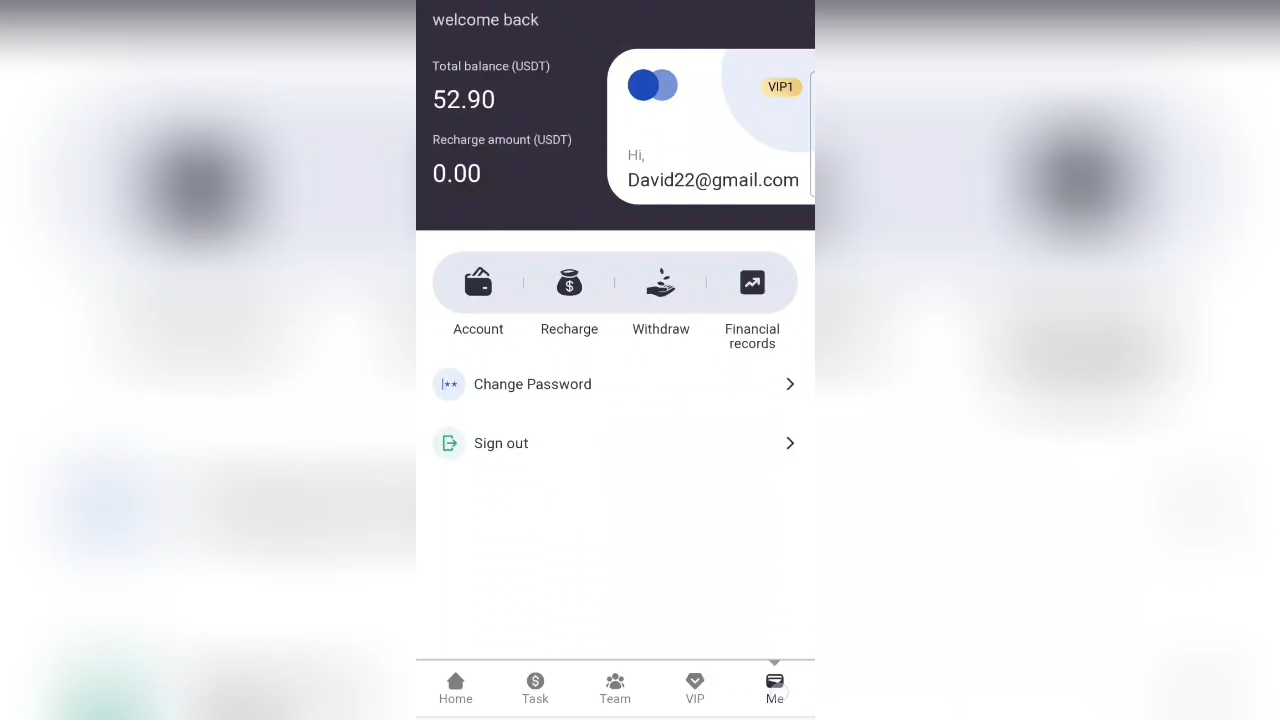 welcome back
Total balance (USDT)
52.90
Recharge amount (USDT)
0.00
VIP1
Hi,
David22@gmail.com
Account
Recharge
Withdraw
Financial
records
Change Password
Sign out
Home
Task
Team
VIP
Me